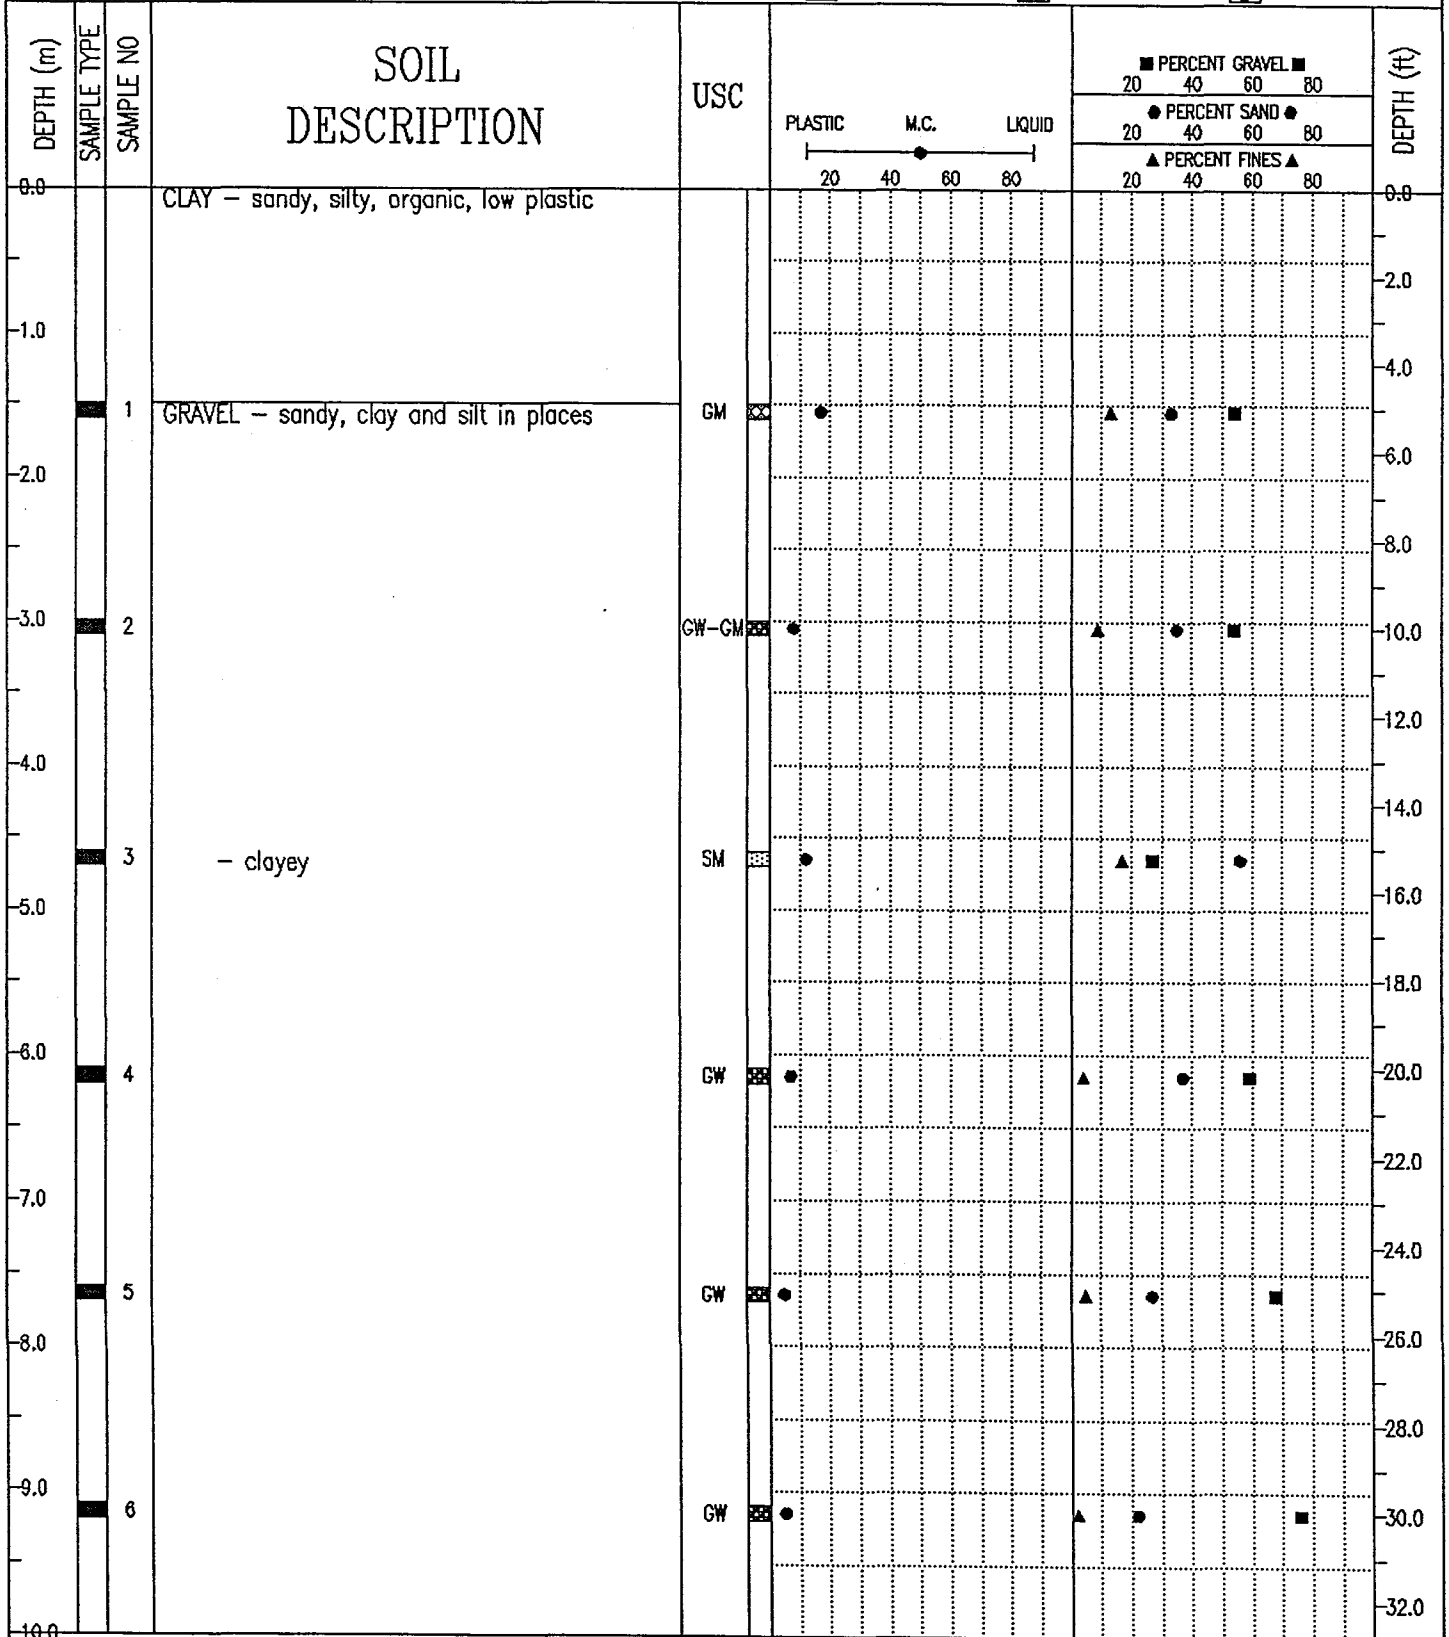 DEPTH (m)
SAMPLE TYPE
SAMPLE NO
SOIL
DESCRIPTION
USC
PLASTIC M.C. LIQUID
20 40 60 80
■ PERCENT GRAVEL ■
20 40 60 80
● PERCENT SAND ●
20 40 60 80
▲ PERCENT FINES ▲
20 40 60 80
DEPTH (ft)
0.0 CLAY – sandy, silty, organic, low plastic 0.0
2.0
1.0
4.0
1 GRAVEL – sandy, clay and silt in places GM
6.0
2.0
8.0
3.0 2 GW-GM 10.0
12.0
4.0
14.0
3 – clayey SM
16.0
5.0
18.0
6.0
4 GW 20.0
22.0
7.0
24.0
5 GW
26.0
8.0
28.0
9.0
6 GW 30.0
32.0
10.0